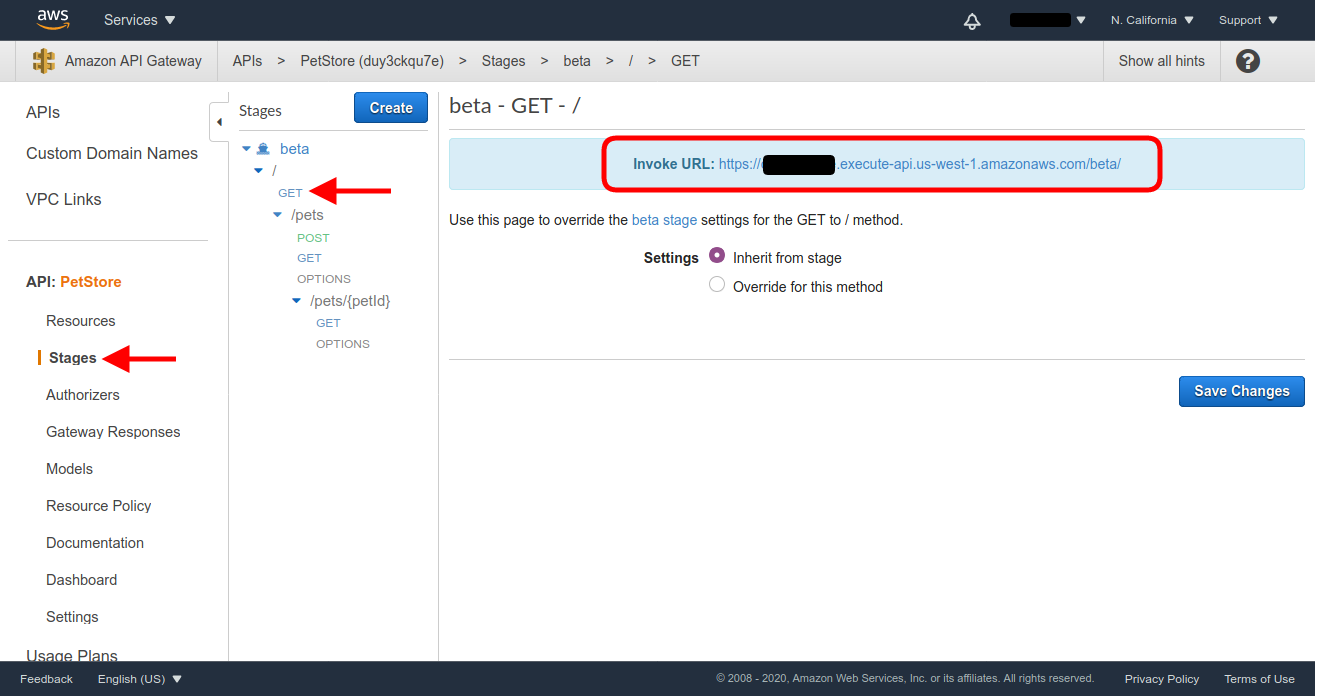 aws Services N. California Support
Amazon API Gateway APIs > PetStore (duy3ckqu7e) > Stages > beta > / > GET Show all hints ?
APIs
Custom Domain Names
VPC Links
API: PetStore
Resources
Stages
Authorizers
Gateway Responses
Models
Resource Policy
Documentation
Dashboard
Settings
Usage Plans
Stages Create
beta
/
GET
/pets
POST
GET
OPTIONS
/pets/{petId}
GET
OPTIONS
beta - GET - /
Invoke URL: https:// .execute-api.us-west-1.amazonaws.com/beta/
Use this page to override the beta stage settings for the GET to / method.
Settings Inherit from stage
Override for this method
Save Changes
Feedback English (US) © 2008 - 2020, Amazon Web Services, Inc. or its affiliates. All rights reserved. Privacy Policy Terms of Use